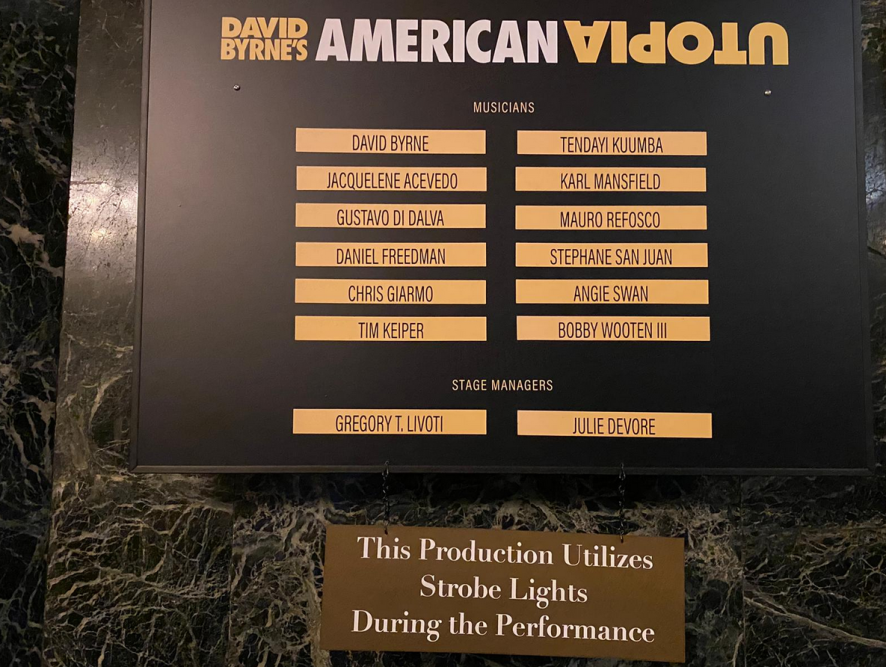 DAVID BYRNE'S AMERICAN UTOPIA
MUSICIANS
DAVID BYRNE TENDAYI KUUMBA
JACQUELENE ACEVEDO KARL MANSFIELD
GUSTAVO DI DALVA MAURO REFOSCO
DANIEL FREEDMAN STEPHANE SAN JUAN
CHRIS GIARMO ANGIE SWAN
TIM KEIPER BOBBY WOOTEN III
STAGE MANAGERS
GREGORY T. LIVOTI JULIE DEVORE
This Production Utilizes
Strobe Lights
During the Performance